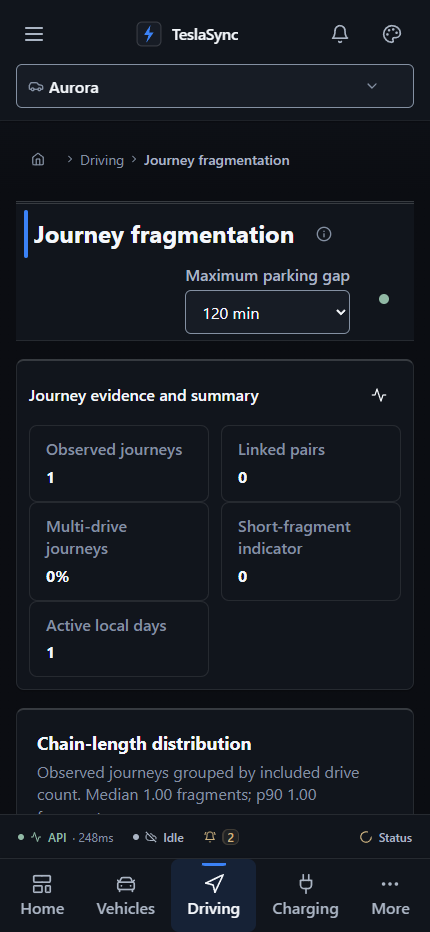 TeslaSync
Aurora
Driving
Journey fragmentation
Journey fragmentation
Maximum parking gap
120 min
Journey evidence and summary
Observed journeys
1
Linked pairs
0
Multi-drive
journeys
0%
Short-fragment
indicator
0
Active local days
1
Chain-length distribution
Observed journeys grouped by included drive
count. Median 1.00 fragments; p90 1.00
API · 248ms
Idle
2
Status
Home
Vehicles
Driving
Charging
More